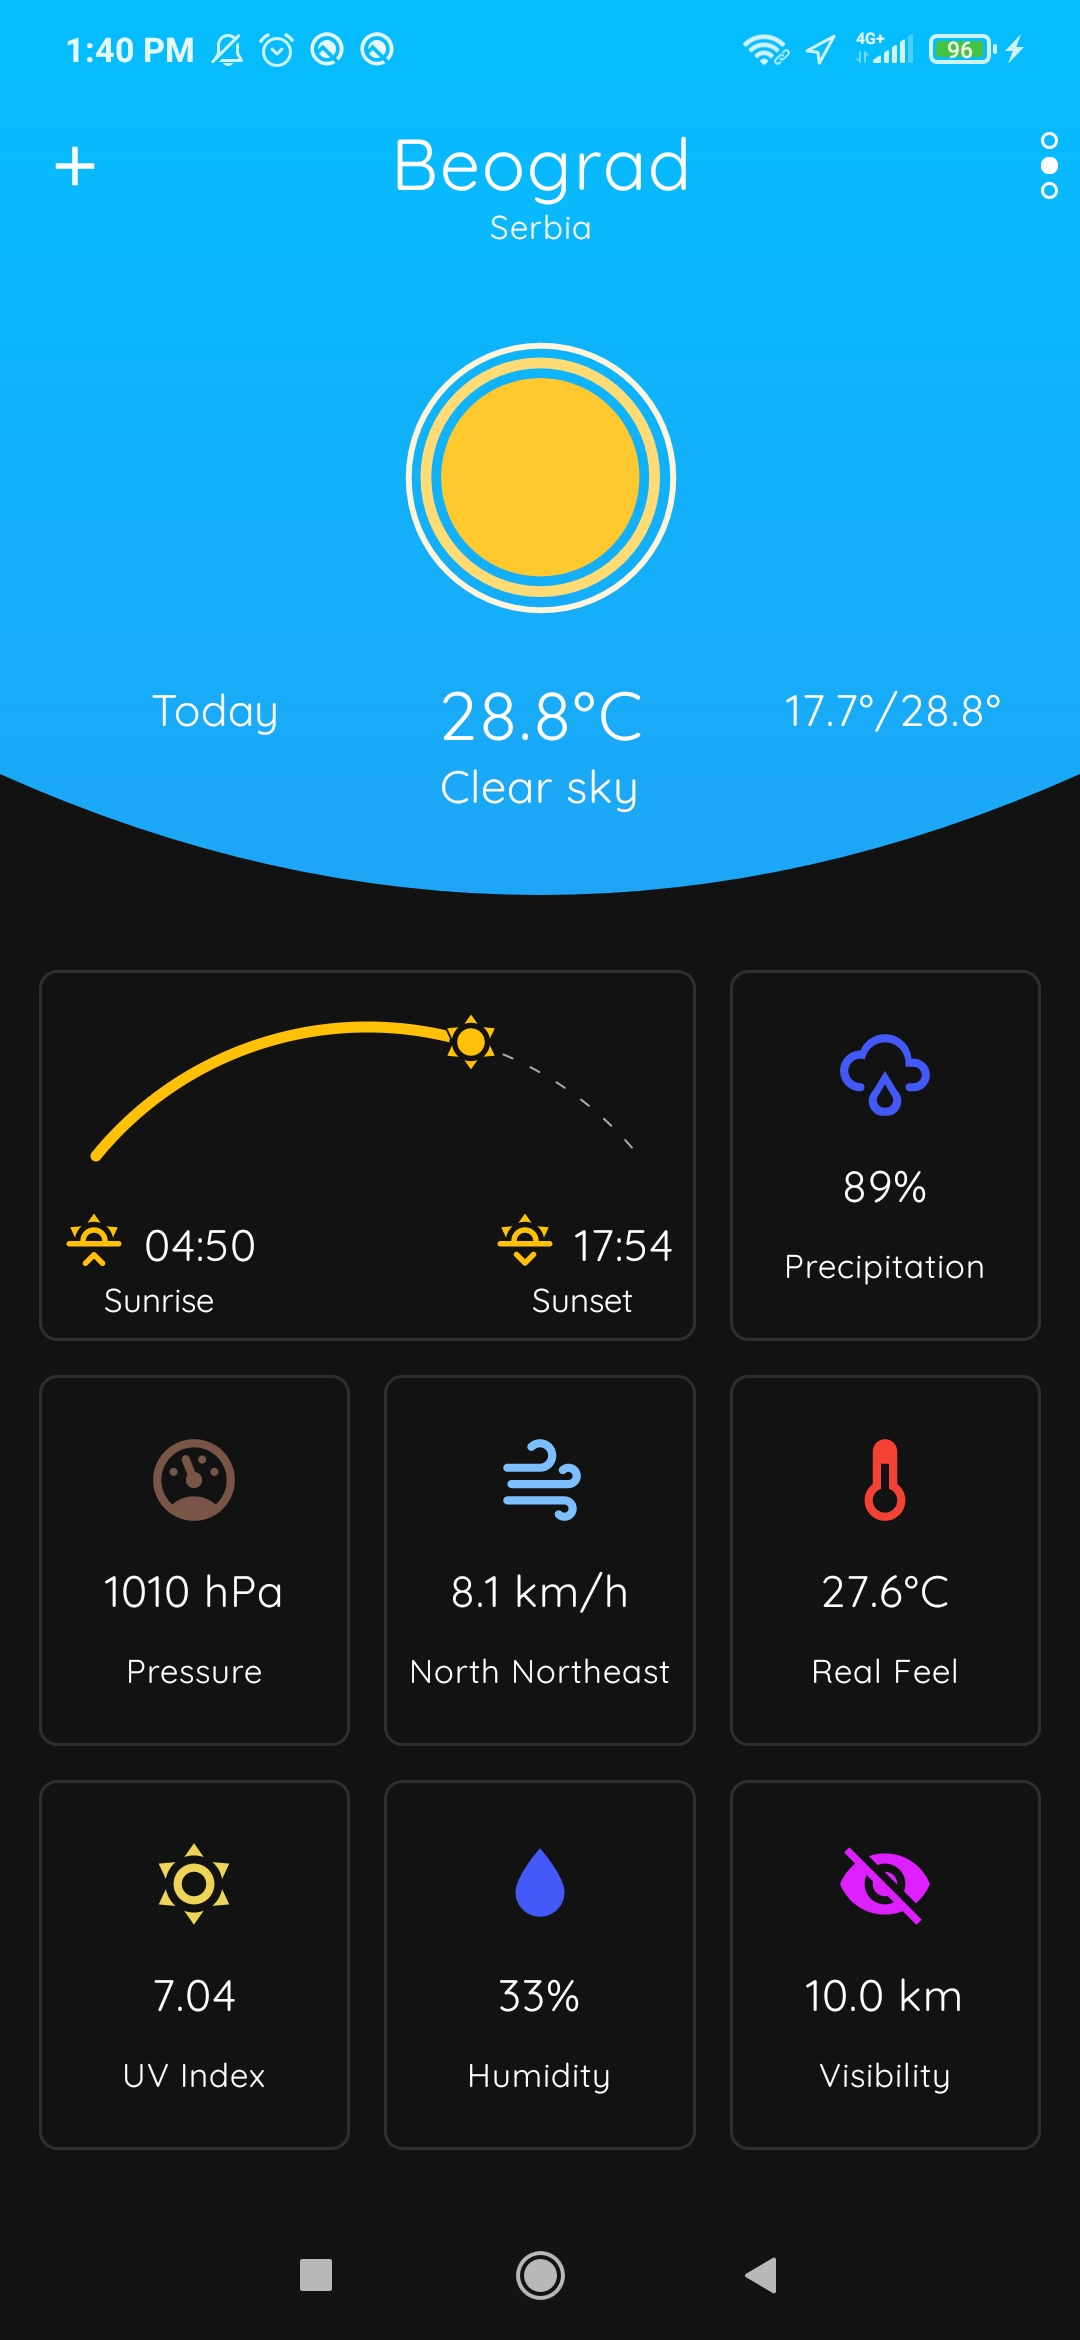 1:40 PM 4G+ 96
Beograd
Serbia
Today 28.8°C 17.7°/28.8°
Clear sky
04:50 17:54
Sunrise Sunset
89%
Precipitation
1010 hPa 8.1 km/h 27.6°C
Pressure North Northeast Real Feel
7.04 33% 10.0 km
UV Index Humidity Visibility